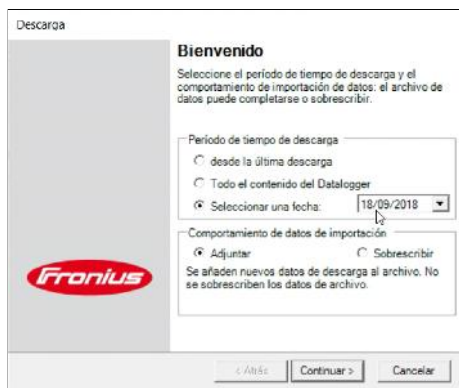 Descarga
Bienvenido
Seleccione el período de tiempo de descarga y el
comportamiento de importación de datos: el archivo de
datos puede completarse o sobrescribir.
Período de tiempo de descarga
desde la última descarga
Todo el contenido del Datalogger
Seleccionar una fecha: 18/09/2018
Comportamiento de datos de importación
Adjuntar Sobrescribir
Se añaden nuevos datos de descarga al archivo. No
se sobrescriben los datos de archivo.
Fronius
< Atrás Continuar > Cancelar